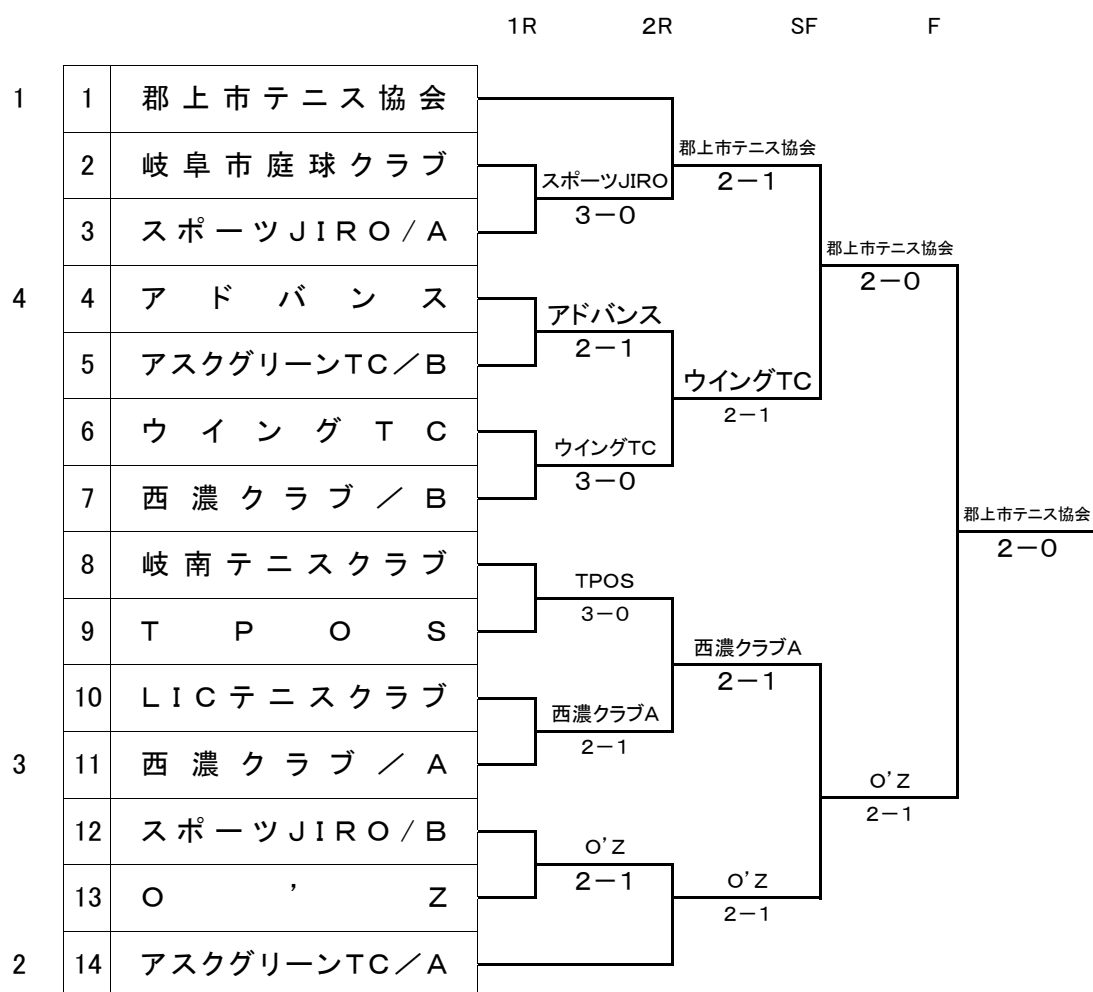 1R 2R SF F
1 1 郡上市テニス協会
郡上市テニス協会
2 岐阜市庭球クラブ
スポーツJIRO
2－1
3－0
3 スポーツJIRO/A
郡上市テニス協会
4 4 アドバンス
2－0
アドバンス
2－1
5 アスクグリーンTC／B
ウイングTC
2－1
6 ウイングTC
ウイングTC
3－0
7 西濃クラブ／B
郡上市テニス協会
2－0
8 岐南テニスクラブ
TPOS
3－0
9 TPOS
西濃クラブA
2－1
10 LICテニスクラブ
西濃クラブA
2－1
3 11 西濃クラブ／A
O’Z
2－1
12 スポーツJIRO/B
O’Z
2－1
13 O’Z
O’Z
2－1
2 14 アスクグリーンTC／A